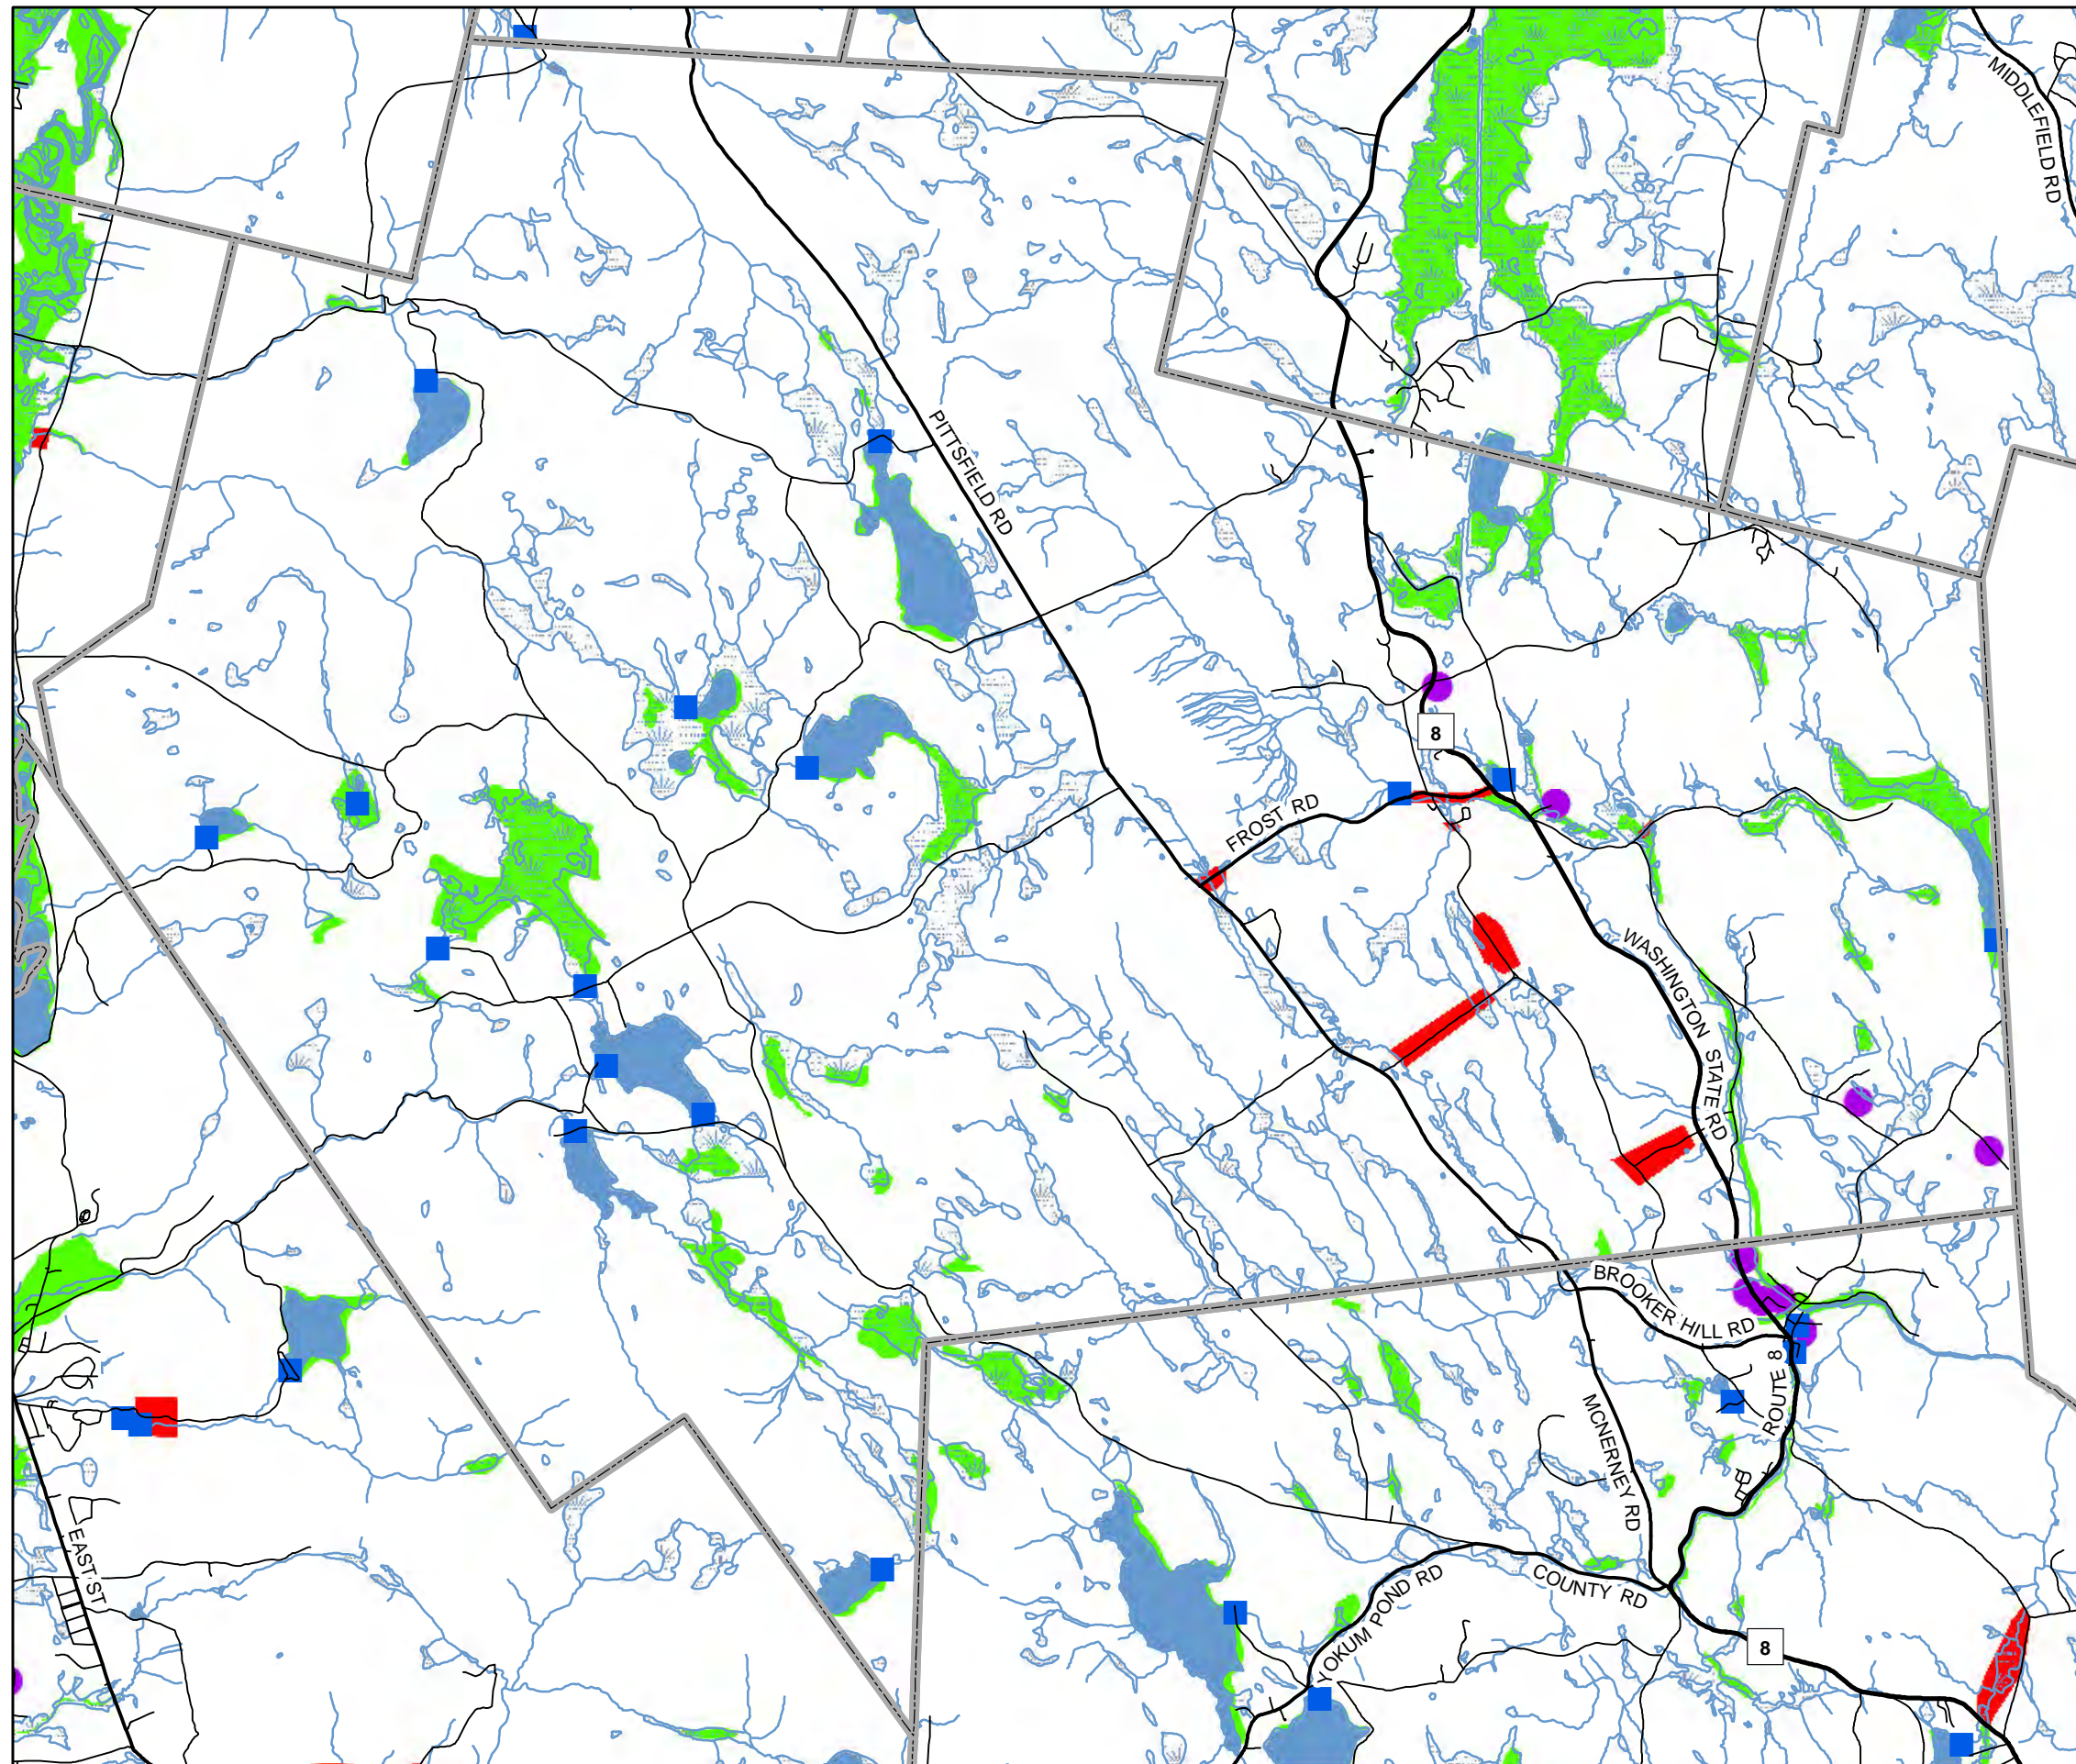 MIDDLEFIELD RD
PITTSFIELD RD
8
FROST RD
WASHINGTON STATE RD
BROOKER HILL RD
ROUTE 8
MCNERNEY RD
EAST ST
COUNTY RD
YOKUM POND RD
8